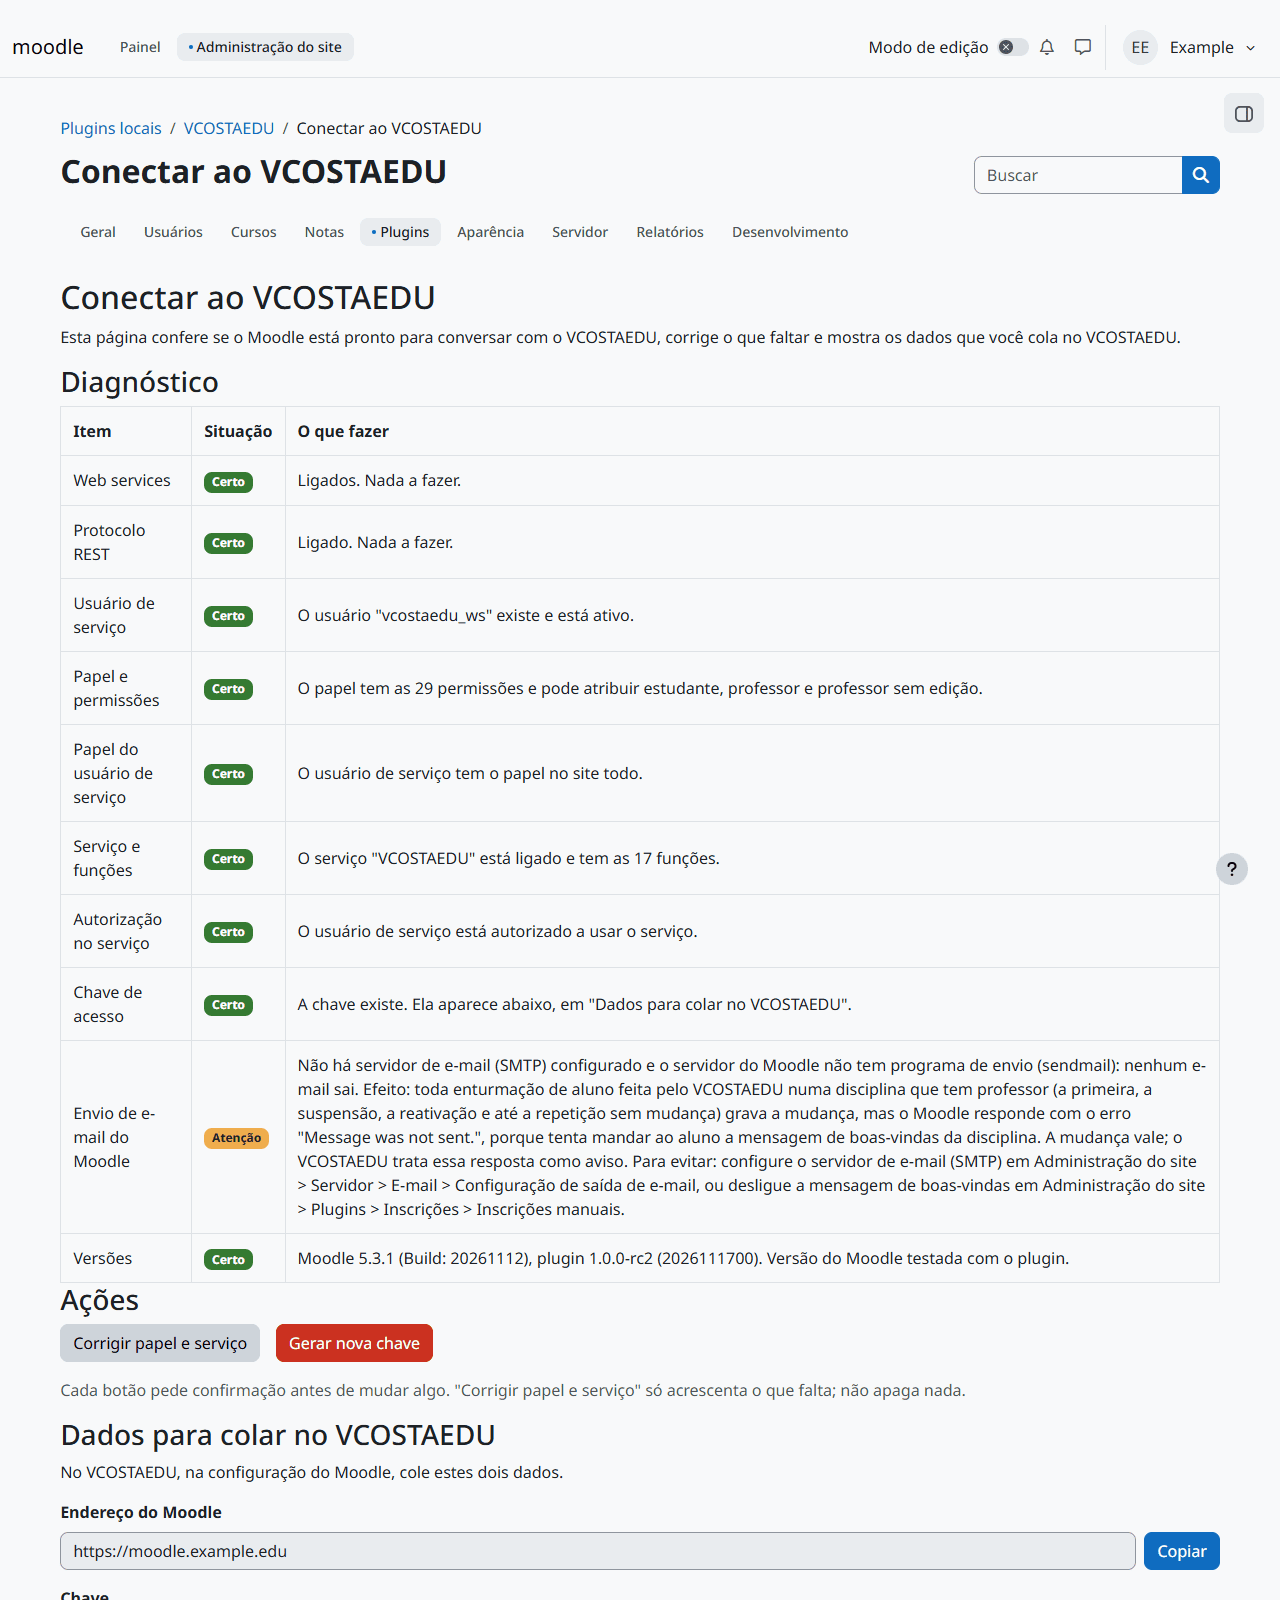 moodle
Painel
Administração do site
Modo de edição
EE
Example
Plugins locais / VCOSTAEDU / Conectar ao VCOSTAEDU
Conectar ao VCOSTAEDU
Buscar
Geral
Usuários
Cursos
Notas
Plugins
Aparência
Servidor
Relatórios
Desenvolvimento
Conectar ao VCOSTAEDU
Esta página confere se o Moodle está pronto para conversar com o VCOSTAEDU, corrige o que faltar e mostra os dados que você cola no VCOSTAEDU.
Diagnóstico
Item
Situação
O que fazer
Web services
Certo
Ligados. Nada a fazer.
Protocolo
REST
Certo
Ligado. Nada a fazer.
Usuário de
serviço
Certo
O usuário "vcostaedu_ws" existe e está ativo.
Papel e
permissões
Certo
O papel tem as 29 permissões e pode atribuir estudante, professor e professor sem edição.
Papel do
usuário de
serviço
Certo
O usuário de serviço tem o papel no site todo.
Serviço e
funções
Certo
O serviço "VCOSTAEDU" está ligado e tem as 17 funções.
Autorização
no serviço
Certo
O usuário de serviço está autorizado a usar o serviço.
Chave de
acesso
Certo
A chave existe. Ela aparece abaixo, em "Dados para colar no VCOSTAEDU".
Envio de e-
mail do
Moodle
Atenção
Não há servidor de e-mail (SMTP) configurado e o servidor do Moodle não tem programa de envio (sendmail): nenhum e-
mail sai. Efeito: toda enturmação de aluno feita pelo VCOSTAEDU numa disciplina que tem professor (a primeira, a
suspensão, a reativação e até a repetição sem mudança) grava a mudança, mas o Moodle responde com o erro
"Message was not sent.", porque tenta mandar ao aluno a mensagem de boas-vindas da disciplina. A mudança vale; o
VCOSTAEDU trata essa resposta como aviso. Para evitar: configure o servidor de e-mail (SMTP) em Administração do site
> Servidor > E-mail > Configuração de saída de e-mail, ou desligue a mensagem de boas-vindas em Administração do site
> Plugins > Inscrições > Inscrições manuais.
Versões
Certo
Moodle 5.3.1 (Build: 20261112), plugin 1.0.0-rc2 (2026111700). Versão do Moodle testada com o plugin.
?
Ações
Corrigir papel e serviço
Gerar nova chave
Cada botão pede confirmação antes de mudar algo. "Corrigir papel e serviço" só acrescenta o que falta; não apaga nada.
Dados para colar no VCOSTAEDU
No VCOSTAEDU, na configuração do Moodle, cole estes dois dados.
Endereço do Moodle
https://moodle.example.edu
Copiar
Chave